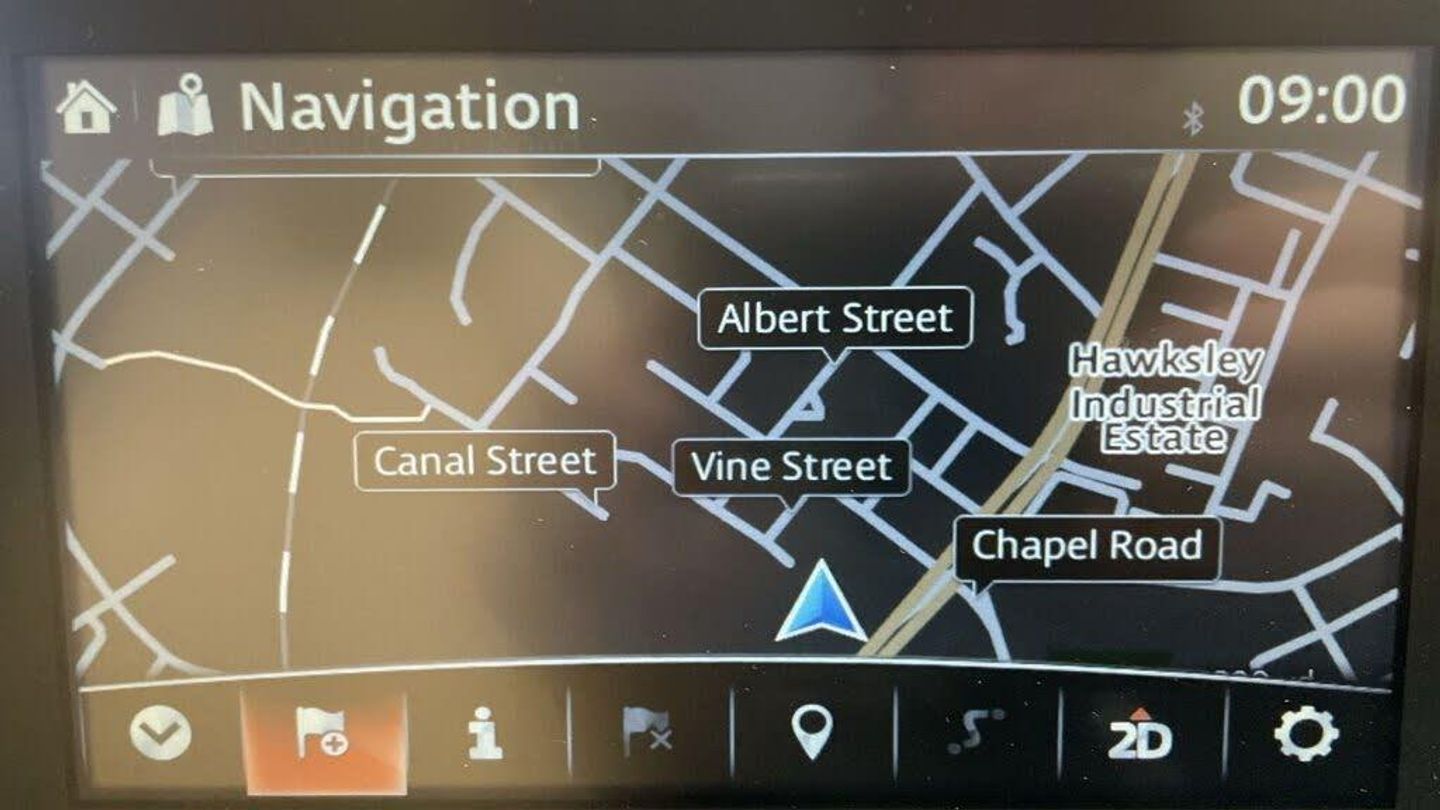 Navigation
09:00
Albert Street
Hawksley
Industrial
Estate
Canal Street
Vine Street
Chapel Road
2D